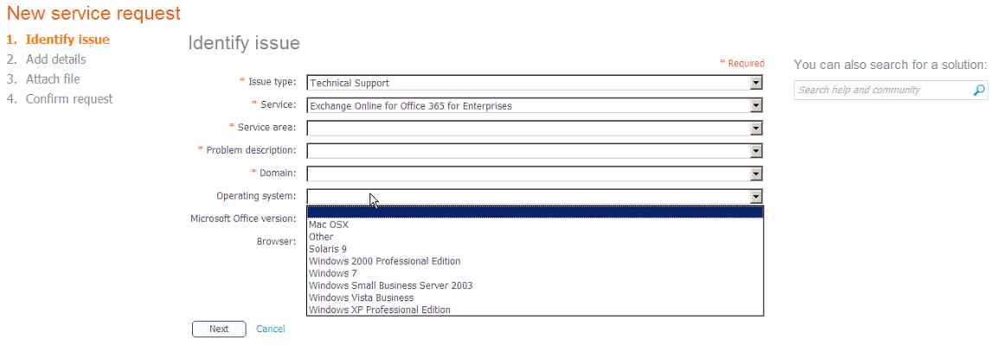 New service request
1. Identify issue
2. Add details
3. Attach file
4. Confirm request
Identify issue
* Required
* Issue type: Technical Support
* Service: Exchange Online for Office 365 for Enterprises
* Service area:
* Problem description:
* Domain:
Operating system:
Microsoft Office version:
Browser:
Mac OSX
Other
Solaris 9
Windows 2000 Professional Edition
Windows 7
Windows Small Business Server 2003
Windows Vista Business
Windows XP Professional Edition
Next Cancel
You can also search for a solution:
Search help and community